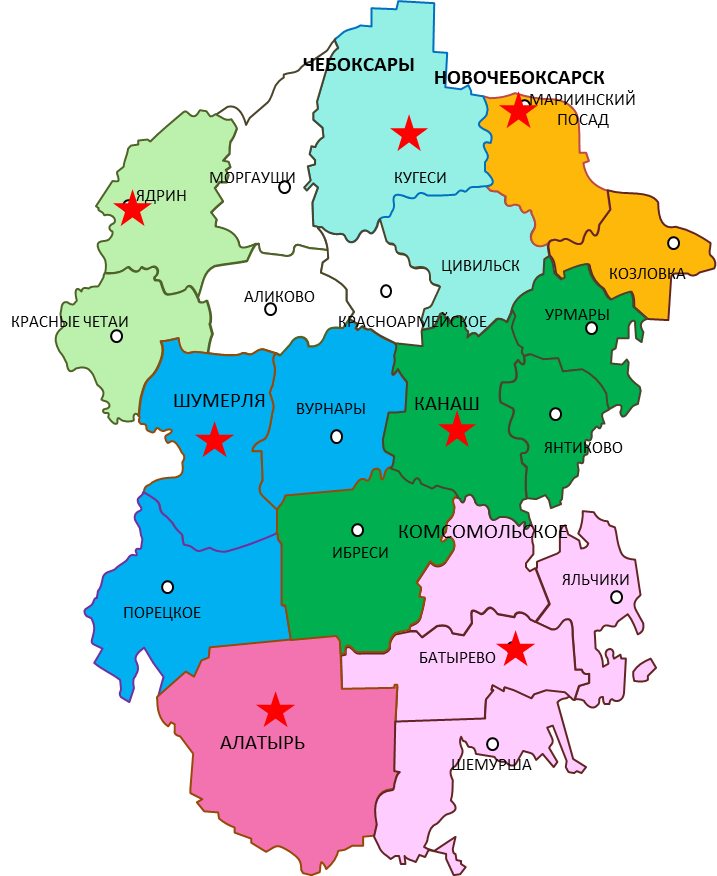 ЧЕБОКСАРЫ
НОВОЧЕБОКСАРСК
МАРИИНСКИЙ
ПОСАД
МОРГАУШИ
КУГЕСИ
ЯДРИН
ЦИВИЛЬСК
КОЗЛОВКА
АЛИКОВО
КРАСНЫЕ ЧЕТАИ
КРАСНОАРМЕЙСКОЕ
УРМАРЫ
ШУМЕРЛЯ
ВУРНАРЫ
КАНАШ
ЯНТИКОВО
КОМСОМОЛЬСКОЕ
ИБРЕСИ
ЯЛЬЧИКИ
ПОРЕЦКОЕ
БАТЫРЕВО
АЛАТЫРЬ
ШЕМУРША